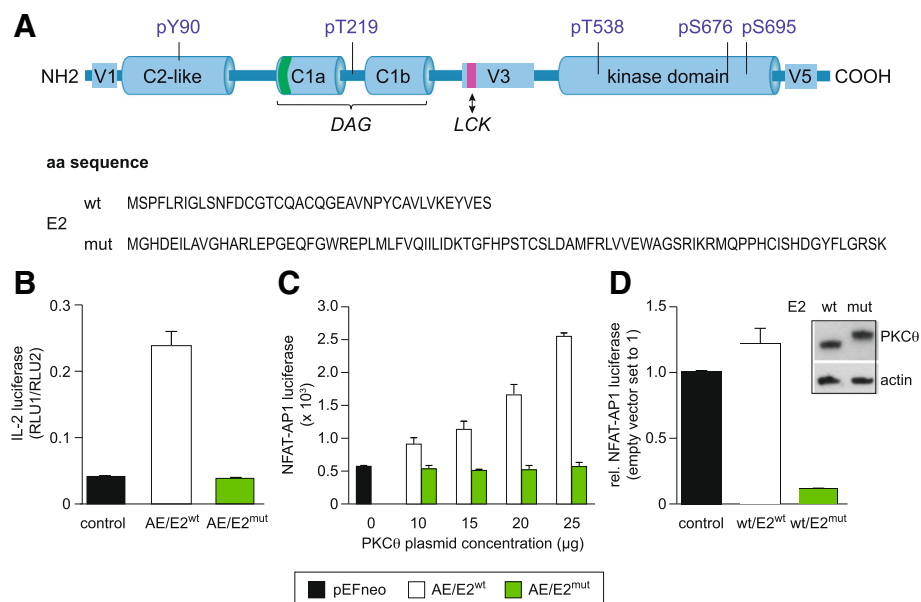 A
pY90 pT219 pT538 pS676 pS695
NH2 V1 C2-like C1a C1b V3 kinase domain V5 COOH
DAG LCK
aa sequence
wt MSPFLRIGLSNFDCGTCQACQGEAVNPYCAVLVKEYVES
E2
mut MGHDEILAVGHARLEPGEQFGWREPLMLFVQIILIDKTGFHPSTCSLDAMFRLVVEWAGSRIKRMQPPHCISHDGYFLGRSK
B
IL-2 luciferase
(RLU1/RLU2)
0.3
0.2
0.1
0
control AE/E2wt AE/E2mut
C
NFAT-AP1 luciferase
(x 10³)
3.0
2.5
2.0
1.5
1.0
0.5
0
0 10 15 20 25
PKCθ plasmid concentration (µg)
D
rel. NFAT-AP1 luciferase
(empty vector set to 1)
1.5
1.0
0.5
0
control wt/E2wt wt/E2mut
E2 wt mut
PKCθ
actin
pEFneo AE/E2wt AE/E2mut